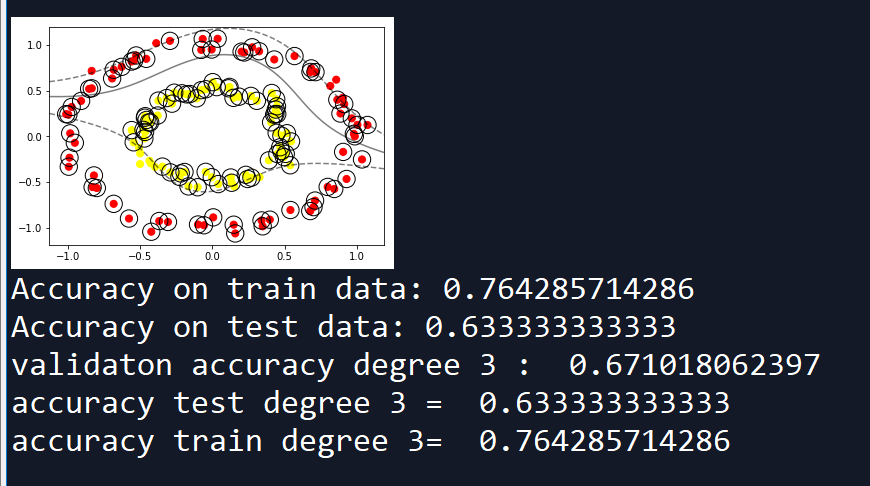 1.0
0.5
0.0
−0.5
−1.0
−1.0 −0.5 0.0 0.5 1.0
Accuracy on train data: 0.764285714286
Accuracy on test data: 0.633333333333
validaton accuracy degree 3 :  0.671018062397
accuracy test degree 3 =  0.633333333333
accuracy train degree 3=  0.764285714286